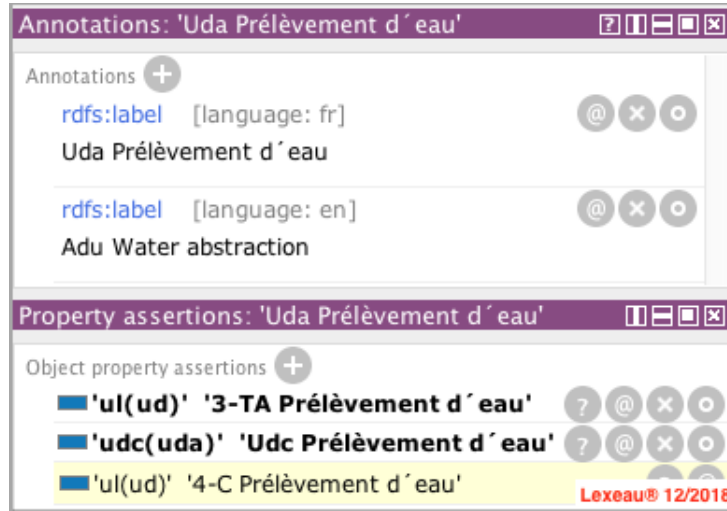 Annotations: 'Uda Prélèvement d´eau'
Annotations
rdfs:label [language: fr]
Uda Prélèvement d´eau
rdfs:label [language: en]
Adu Water abstraction
Property assertions: 'Uda Prélèvement d´eau'
Object property assertions
'ul(ud)' '3-TA Prélèvement d´eau'
'udc(uda)' 'Udc Prélèvement d´eau'
'ul(ud)' '4-C Prélèvement d´eau'
Lexeau® 12/2018